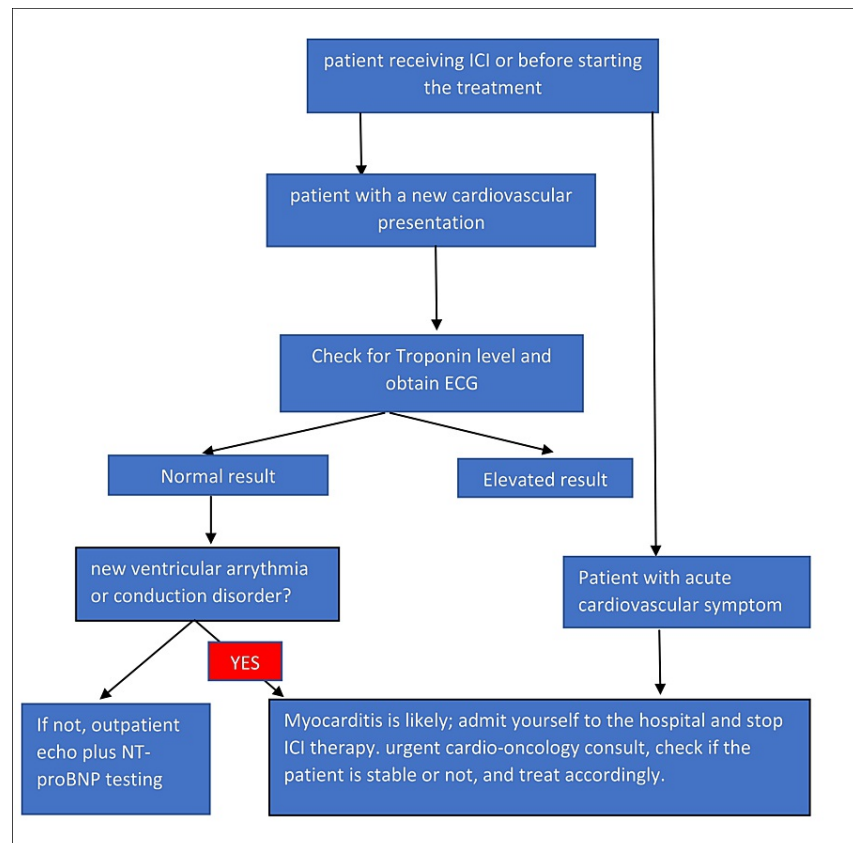 patient receiving ICI or before starting
the treatment
patient with a new cardiovascular
presentation
Check for Troponin level and
obtain ECG
Normal result
Elevated result
new ventricular arrythmia
or conduction disorder?
Patient with acute
cardiovascular symptom
YES
If not, outpatient
echo plus NT-
proBNP testing
Myocarditis is likely; admit yourself to the hospital and stop
ICI therapy. urgent cardio-oncology consult, check if the
patient is stable or not, and treat accordingly.